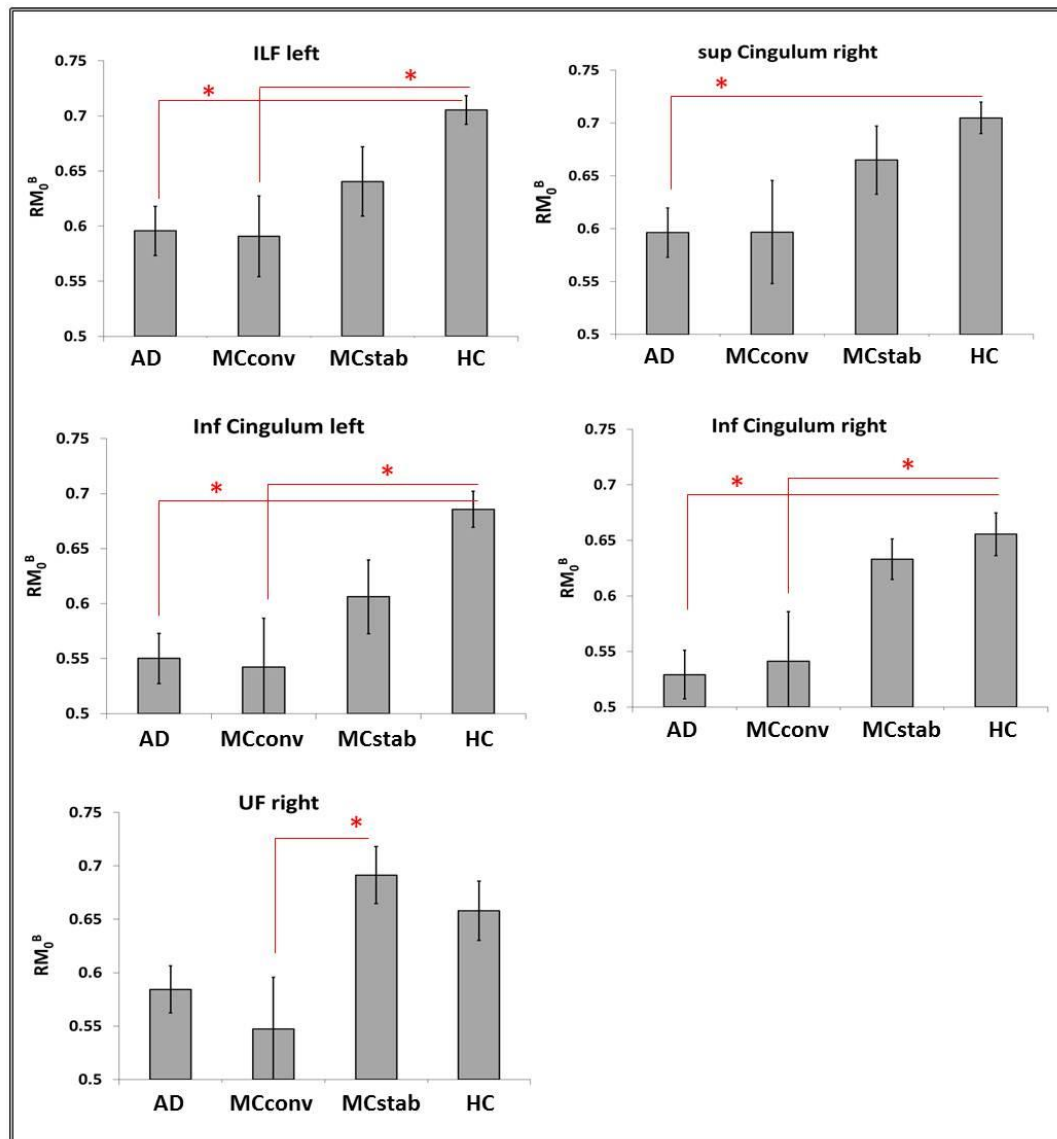 ILF left
0.75
0.7
0.65
0.6
0.55
0.5
RM₀ᴮ
*
*
AD MCconv MCstab HC
sup Cingulum right
0.75
0.7
0.65
0.6
0.55
0.5
RM₀ᴮ
*
AD MCconv MCstab HC
Inf Cingulum left
0.75
0.7
0.65
0.6
0.55
0.5
RM₀ᴮ
*
*
AD MCconv MCstab HC
Inf Cingulum right
0.75
0.7
0.65
0.6
0.55
0.5
RM₀ᴮ
*
*
AD MCconv MCstab HC
UF right
0.75
0.7
0.65
0.6
0.55
0.5
RM₀ᴮ
*
AD MCconv MCstab HC